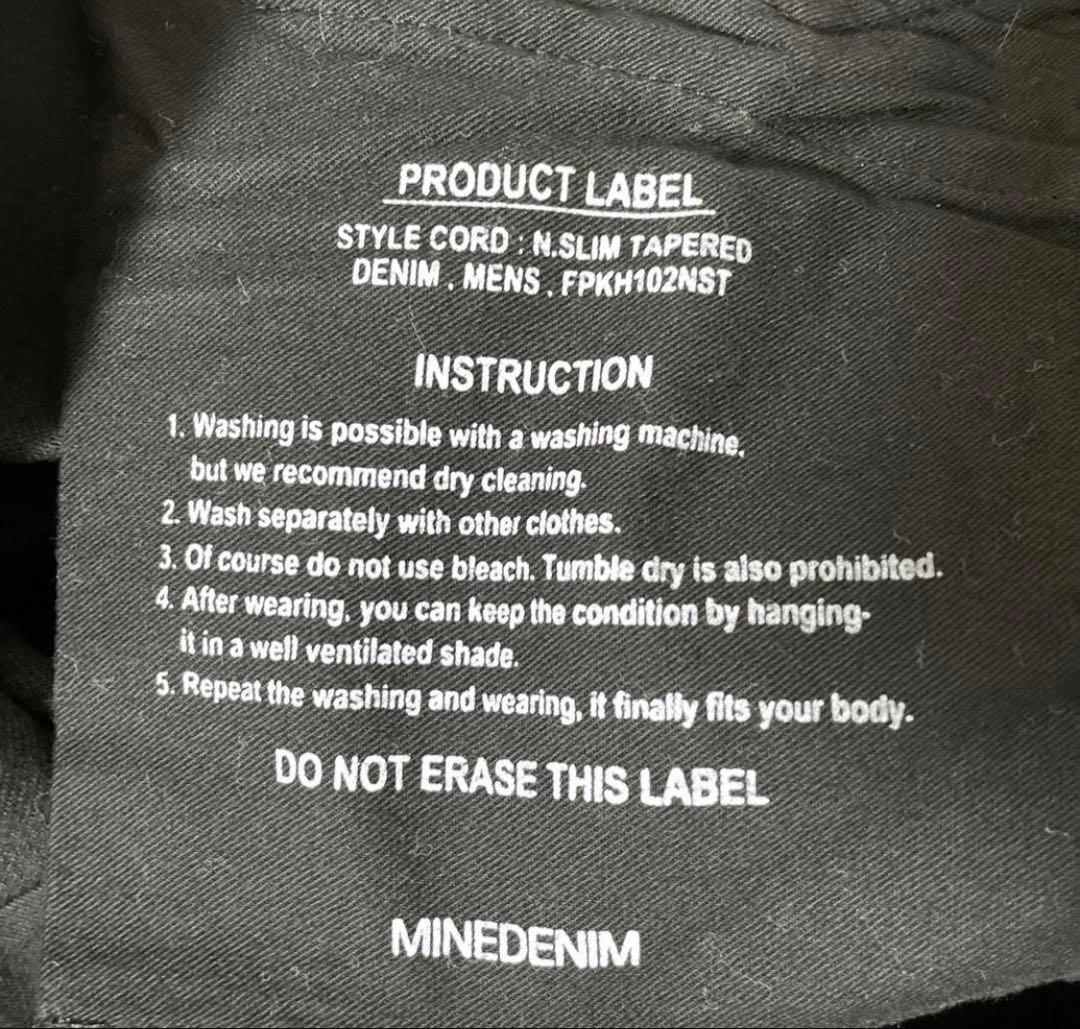 PRODUCT LABEL
STYLE CORD : N.SLIM TAPERED
DENIM . MENS . FPKH102NST
INSTRUCTION
1. Washing is possible with a washing machine,
but we recommend dry cleaning.
2. Wash separately with other clothes.
3. Of course do not use bleach. Tumble dry is also prohibited.
4. After wearing, you can keep the condition by hanging-
it in a well ventilated shade.
5. Repeat the washing and wearing, it finally fits your body.
DO NOT ERASE THIS LABEL
MINEDENIM